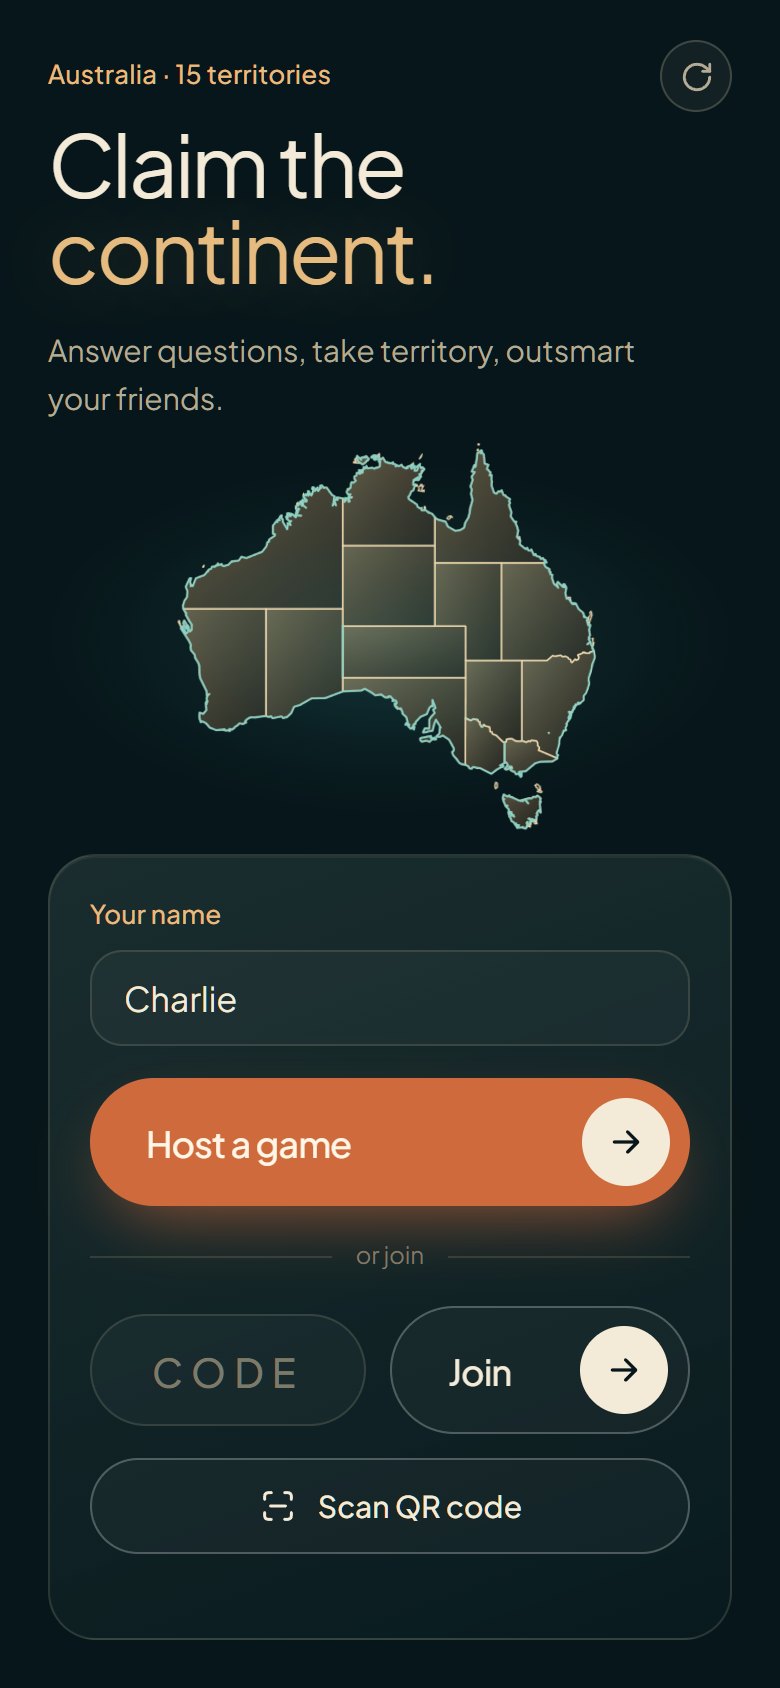 Australia · 15 territories
Claim the
continent.
Answer questions, take territory, outsmart
your friends.
Your name
Charlie
Host a game
or join
CODE
Join
Scan QR code